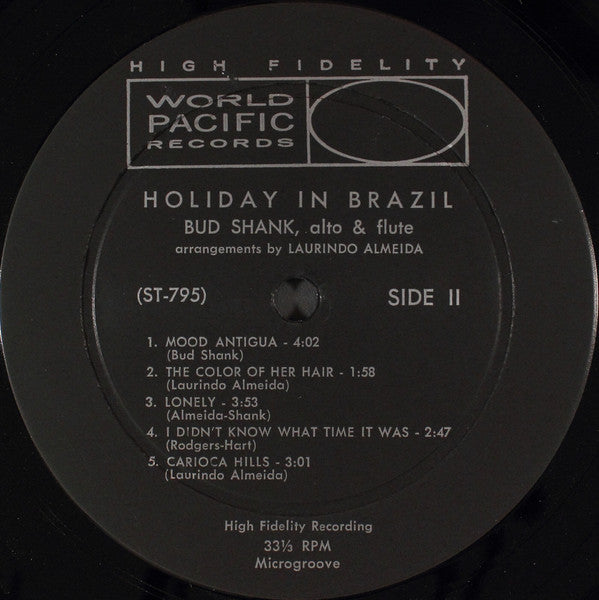 HIGH FIDELITY
WORLD
PACIFIC
RECORDS
HOLIDAY IN BRAZIL
BUD SHANK, alto & flute
arrangements by LAURINDO ALMEIDA
(ST-795) SIDE II
1. MOOD ANTIGUA - 4:02
(Bud Shank)
2. THE COLOR OF HER HAIR - 1:58
(Laurindo Almeida)
3. LONELY - 3:53
(Almeida-Shank)
4. I DIDN'T KNOW WHAT TIME IT WAS - 2:47
(Rodgers-Hart)
5. CARIOCA HILLS - 3:01
(Laurindo Almeida)
High Fidelity Recording
33⅓ RPM
Microgroove